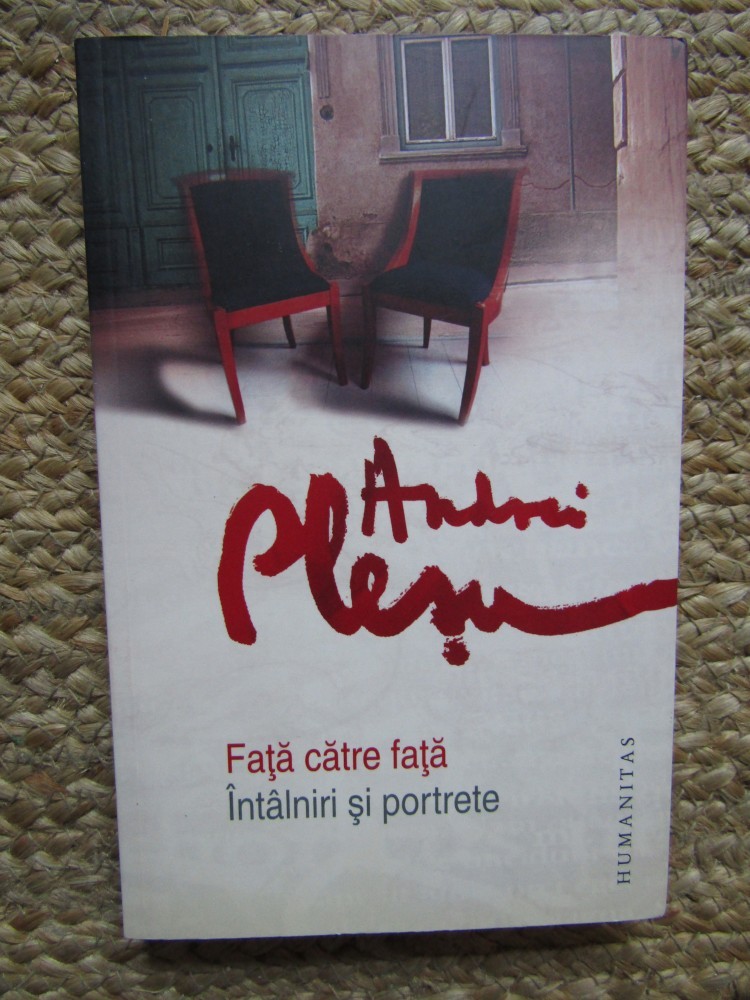 Andrei
Pleşu
Faţă către faţă
Întâlniri şi portrete
HUMANITAS